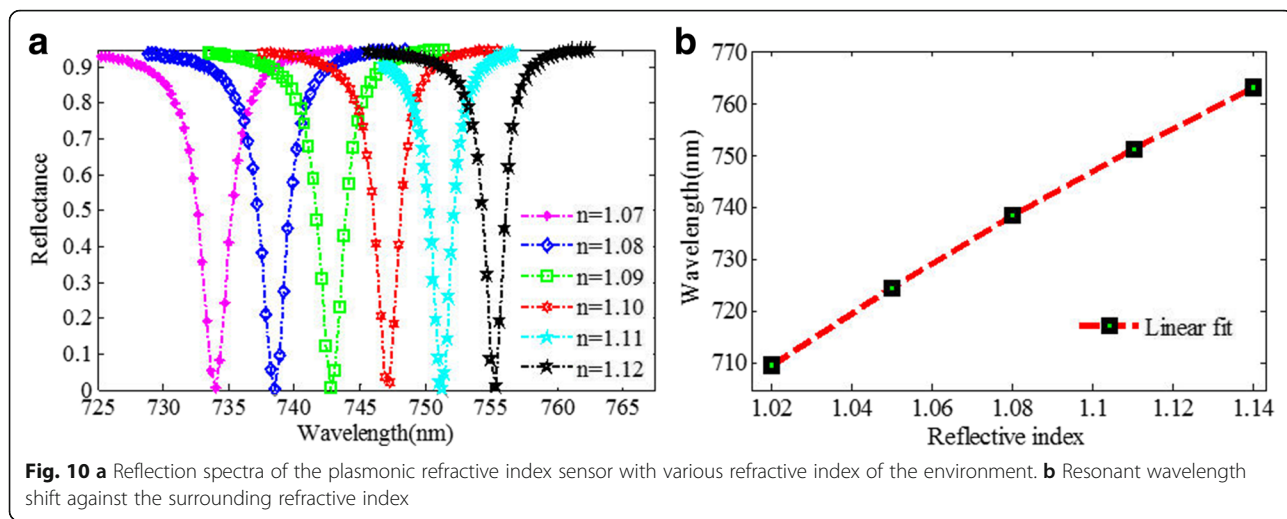 a
0.9
0.8
0.7
0.6
0.5
0.4
0.3
0.2
0.1
0
Reflectance
725 730 735 740 745 750 755 760 765
Wavelength(nm)
n=1.07
n=1.08
n=1.09
n=1.10
n=1.11
n=1.12
b
770
760
750
740
730
720
710
Wavelength(nm)
1.02 1.04 1.06 1.08 1.1 1.12 1.14
Reflective index
Linear fit
Fig. 10 a Reflection spectra of the plasmonic refractive index sensor with various refractive index of the environment. b Resonant wavelength
shift against the surrounding refractive index